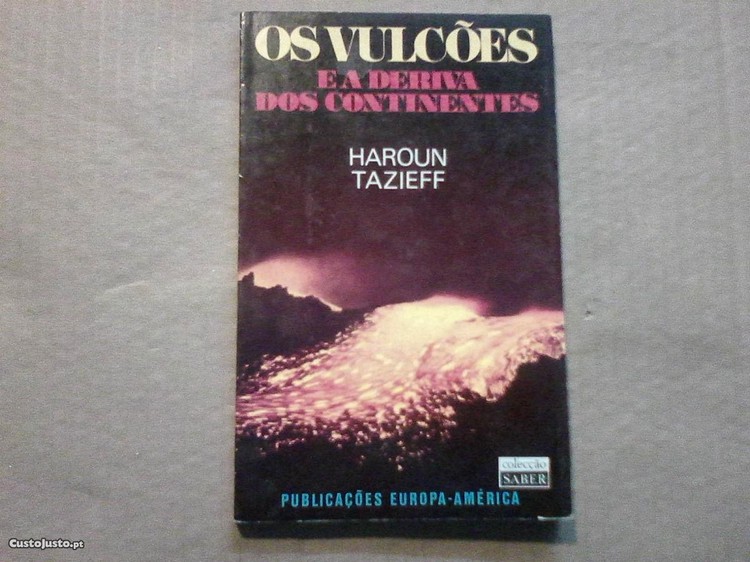 OS VULCÕES
E A DERIVA
DOS CONTINENTES
HAROUN
TAZIEFF
colecção
SABER
PUBLICAÇÕES EUROPA-AMÉRICA
CustoJusto.pt